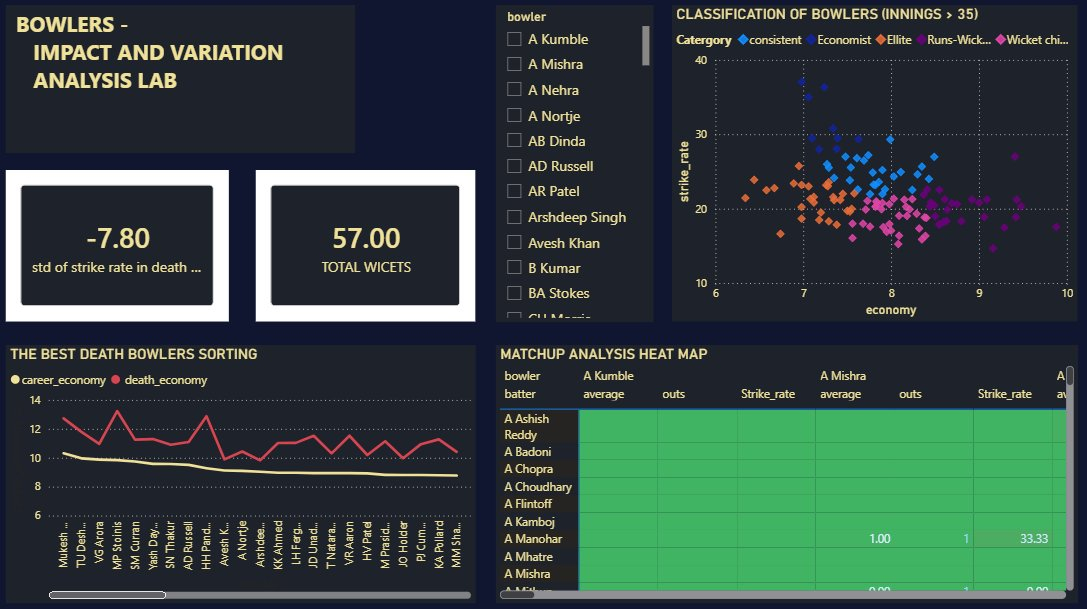 BOWLERS -
IMPACT AND VARIATION
ANALYSIS LAB
-7.80
std of strike rate in death ...
57.00
TOTAL WICETS
bowler
A Kumble
A Mishra
A Nehra
A Nortje
AB Dinda
AD Russell
AR Patel
Arshdeep Singh
Avesh Khan
B Kumar
BA Stokes
CLASSIFICATION OF BOWLERS (INNINGS > 35)
Catergory consistent Economist Ellite Runs-Wick... Wicket chi...
strike_rate
40
30
20
10
6 7 8 9 10
economy
THE BEST DEATH BOWLERS SORTING
career_economy death_economy
14
12
10
8
6
Mukesh ...
TU Desh...
VG Arora
MP Stoinis
SM Curran
Yash Day...
SN Thakur
AD Russell
HH Pand...
Avesh K...
A Nortje
Arshdee...
KK Ahmed
LH Ferg...
JD Unad...
T Natara...
VR Aaron
HV Patel
M Prasid...
JO Holder
PJ Cum...
KA Pollard
MM Sha...
MATCHUP ANALYSIS HEAT MAP
bowler A Kumble A Mishra A
batter average outs Strike_rate average outs Strike_rate av
A Ashish
Reddy
A Badoni
A Chopra
A Choudhary
A Flintoff
A Kamboj
A Manohar 1.00 1 33.33
A Mhatre
A Mishra